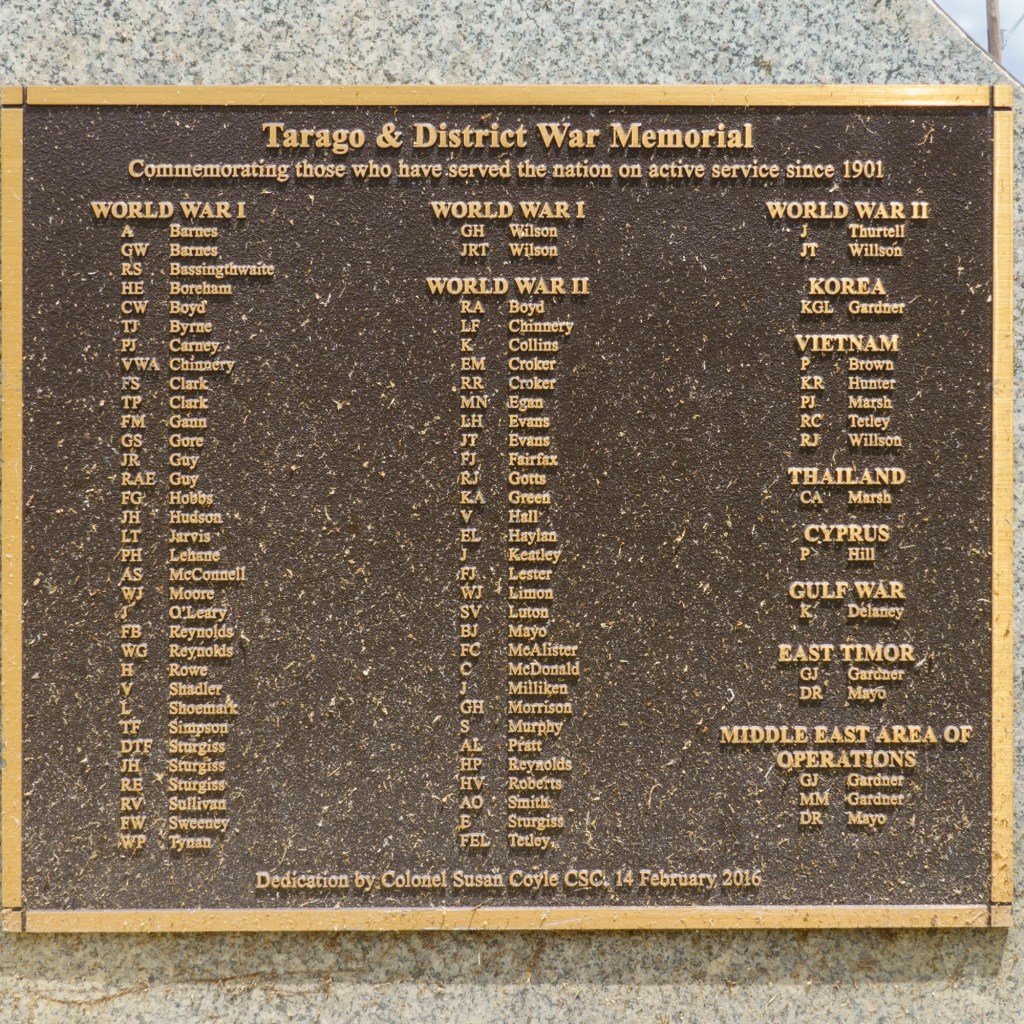 Tarago & District War Memorial
Commemorating those who have served the nation on active service since 1901
WORLD WAR I
A Barnes
GW Barnes
RS Bassingthwaite
HE Boreham
CW Boyd
TJ Byrne
PJ Carney
VWA Chinnery
FS Clark
TP Clark
FM Gann
GS Gore
JR Guy
RAE Guy
FG Hobbs
JH Hudson
LT Jarvis
PH Lehane
AS McConnell
WJ Moore
J O'Leary
FB Reynolds
WG Reynolds
H Rowe
V Shadler
L Shoemark
TF Simpson
DTF Sturgiss
JH Sturgiss
RE Sturgiss
RV Sullivan
FW Sweeney
WP Tynan
WORLD WAR I
GH Wilson
JRT Wilson
WORLD WAR II
RA Boyd
LF Chinnery
K Collins
EM Croker
RR Croker
MN Egan
LH Evans
JT Evans
FJ Fairfax
RJ Gotts
KA Green
V Hall
EL Haylan
J Keatley
FJ Lester
WJ Limon
SV Luton
BJ Mayo
FC McAlister
C McDonald
J Milliken
GH Morrison
S Murphy
AL Pratt
HP Reynolds
HV Roberts
AO Smith
E Sturgiss
FEL Tetley
WORLD WAR II
J Thurtell
JT Willson
KOREA
KGL Gardner
VIETNAM
P Brown
KR Hunter
PJ Marsh
RC Tetley
RJ Willson
THAILAND
CA Marsh
CYPRUS
P Hill
GULF WAR
K Delaney
EAST TIMOR
GJ Gardner
DR Mayo
MIDDLE EAST AREA OF
OPERATIONS
GJ Gardner
MM Gardner
DR Mayo
Dedication by Colonel Susan Coyle CSC, 14 February 2016